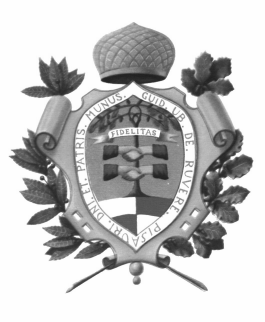 GUID. UB. DE. RUVERE. PISAURI. DNI. ET. PATRIS. MUNUS.
FIDELITAS